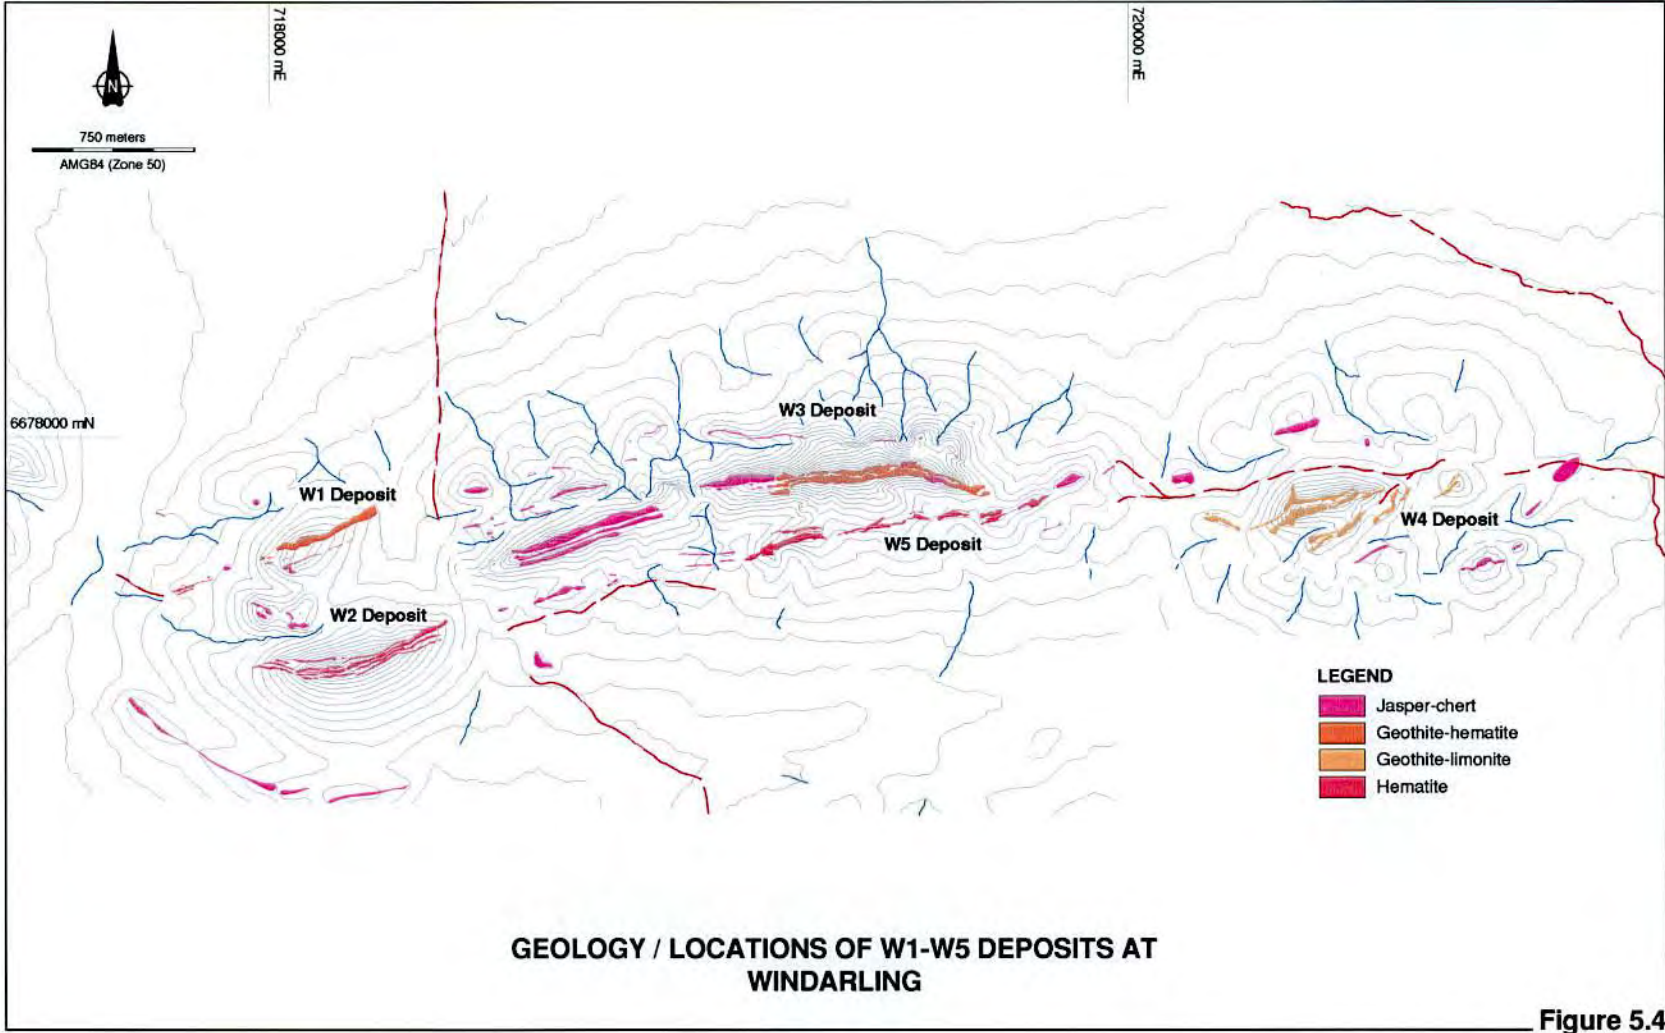 718000 mE
720000 mE
N
750 meters
AMG84 (Zone 50)
6678000 mN
W3 Deposit
W1 Deposit
W4 Deposit
W5 Deposit
W2 Deposit
LEGEND
Jasper-chert
Geothite-hematite
Geothite-limonite
Hematite
GEOLOGY / LOCATIONS OF W1-W5 DEPOSITS AT
WINDARLING
Figure 5.4